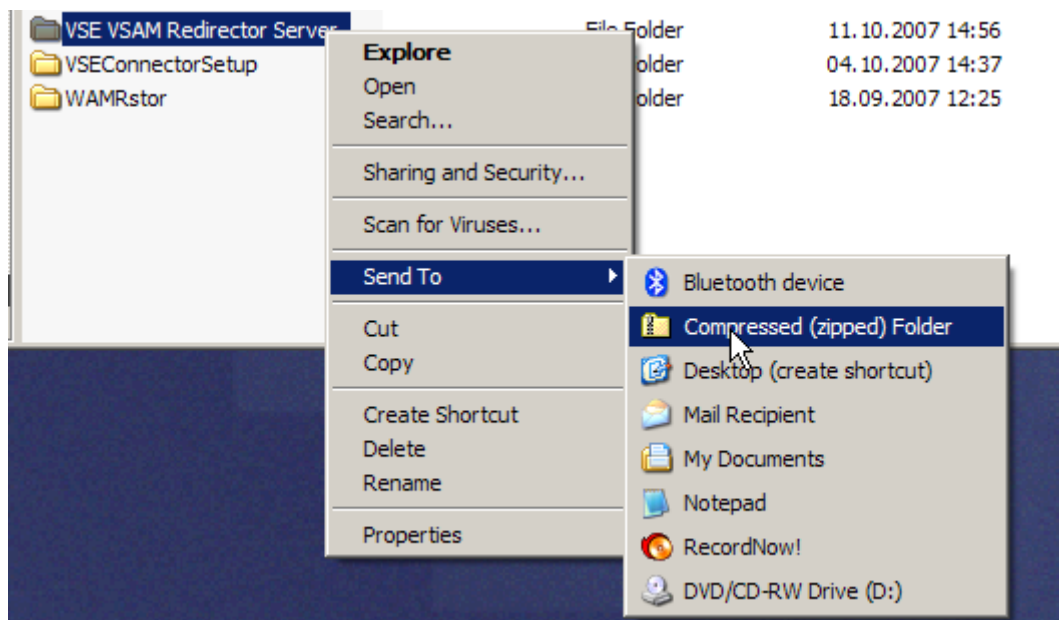 VSE VSAM Redirector Server File Folder 11.10.2007 14:56
VSEConnectorSetup older 04.10.2007 14:37
WAMRstor older 18.09.2007 12:25
Explore
Open
Search...
Sharing and Security...
Scan for Viruses...
Send To
Cut
Copy
Create Shortcut
Delete
Rename
Properties
Bluetooth device
Compressed (zipped) Folder
Desktop (create shortcut)
Mail Recipient
My Documents
Notepad
RecordNow!
DVD/CD-RW Drive (D:)